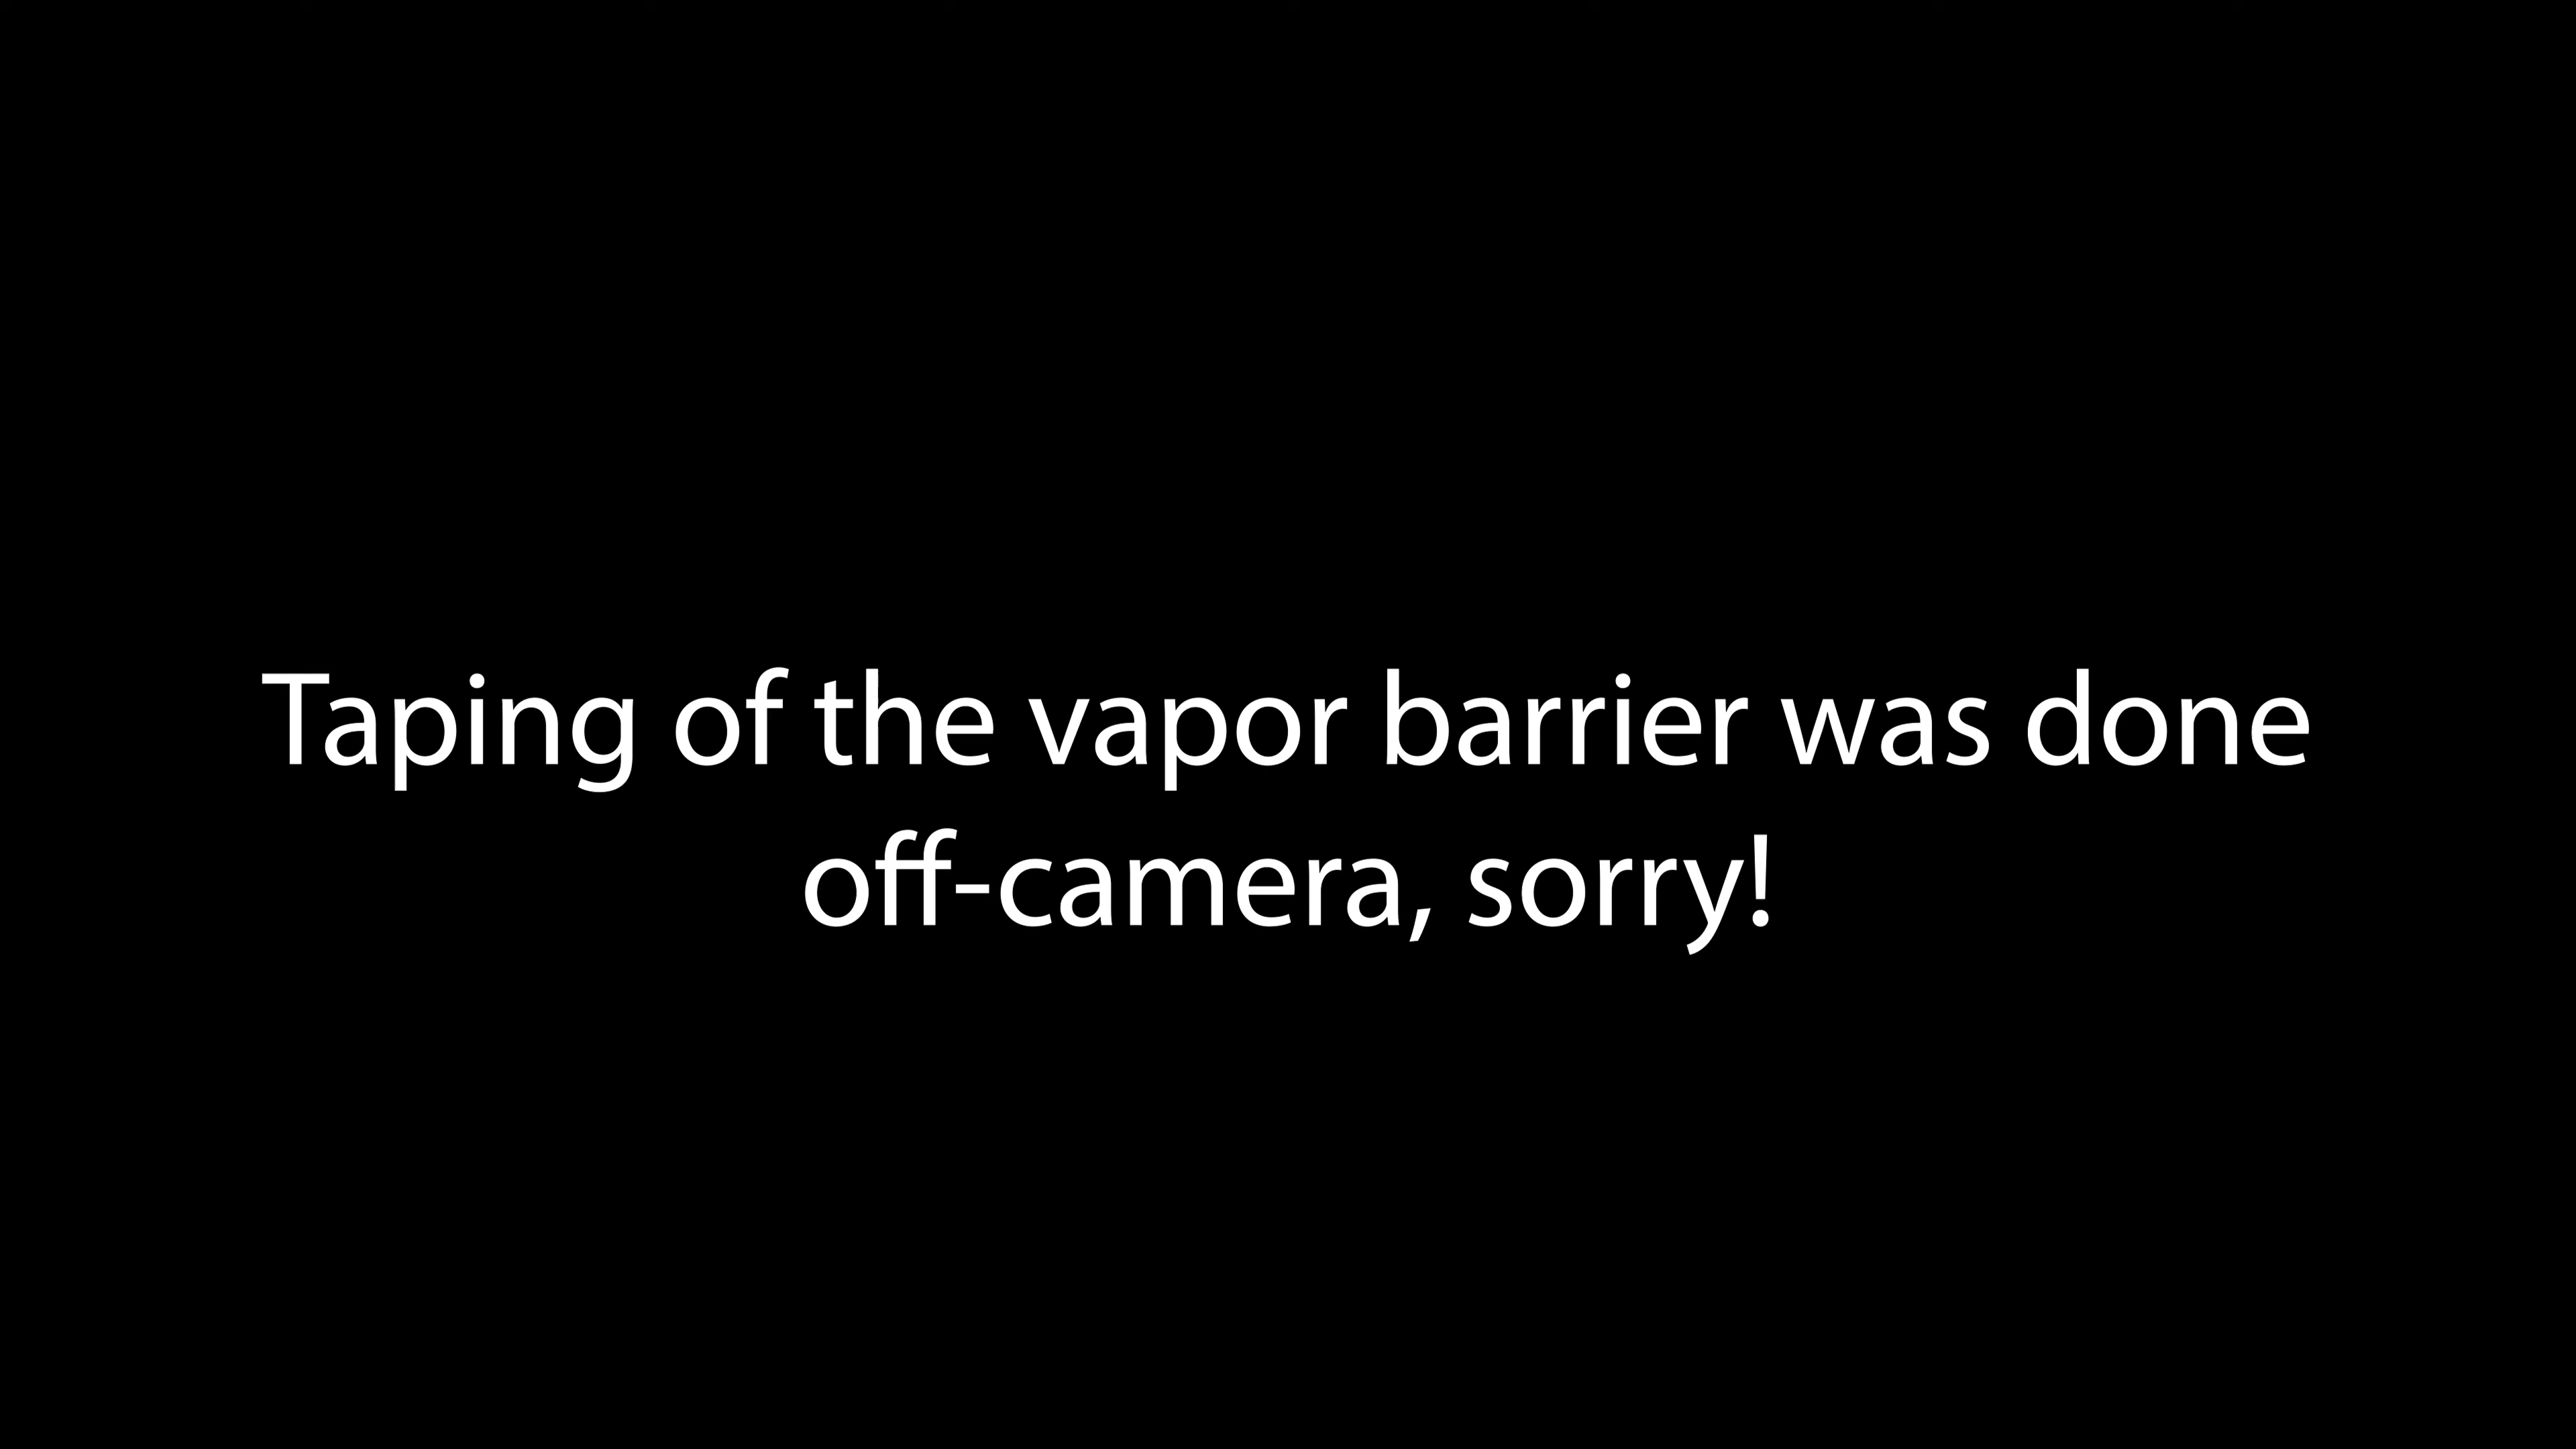 Taping of the vapor barrier was done
off-camera, sorry!